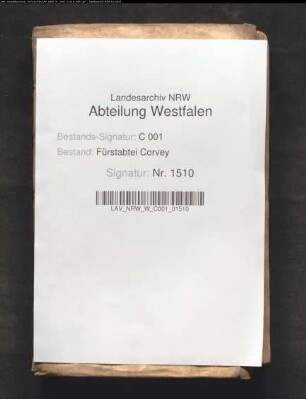 Landesarchiv NRW
Abteilung Westfalen
Bestands-Signatur: C 001
Bestand: Fürstabtei Corvey
Signatur: Nr. 1510
LAV_NRW_W_C001_01510